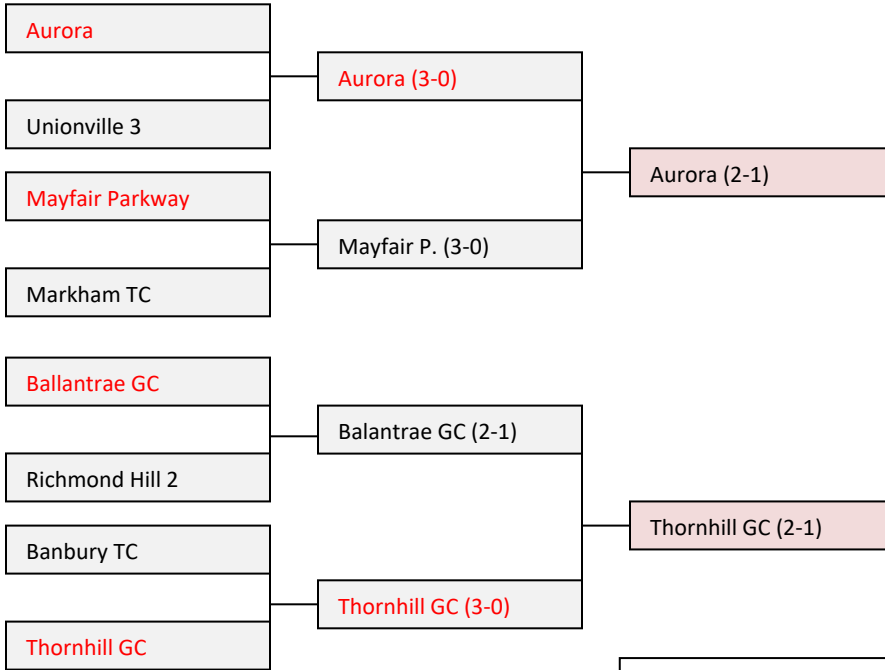 Aurora
Aurora (3-0)
Unionville 3
Aurora (2-1)
Mayfair Parkway
Mayfair P. (3-0)
Markham TC
Ballantrae GC
Balantrae GC (2-1)
Richmond Hill 2
Thornhill GC (2-1)
Banbury TC
Thornhill GC (3-0)
Thornhill GC